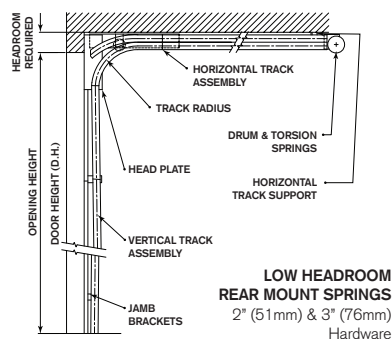 HEADROOM
REQUIRED
HORIZONTAL TRACK
ASSEMBLY
TRACK RADIUS
DRUM & TORSION
SPRINGS
HEAD PLATE
HORIZONTAL
TRACK SUPPORT
OPENING HEIGHT
DOOR HEIGHT (D.H.)
VERTICAL TRACK
ASSEMBLY
JAMB
BRACKETS
LOW HEADROOM
REAR MOUNT SPRINGS
2" (51mm) & 3" (76mm)
Hardware